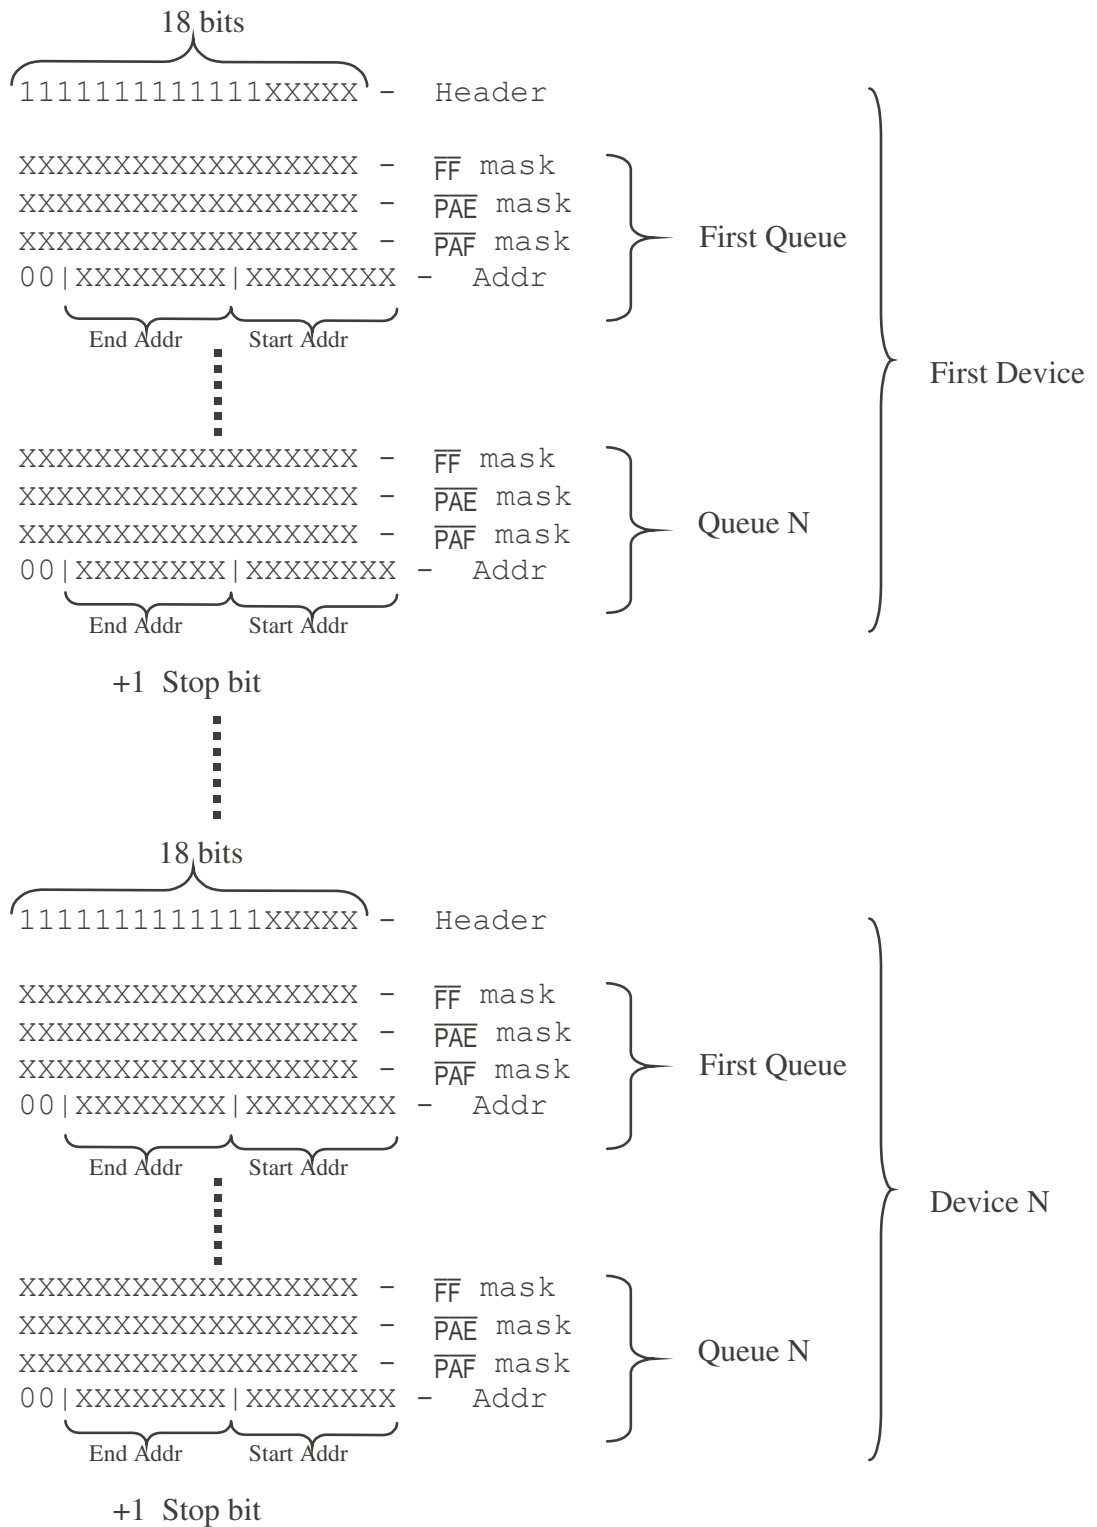 18 bits
1111111111111XXXXX - Header
XXXXXXXXXXXXXXXXXX - FF mask
XXXXXXXXXXXXXXXXXX - PAE mask
XXXXXXXXXXXXXXXXXX - PAF mask
First Queue
00|XXXXXXXX|XXXXXXXX - Addr
End Addr Start Addr
First Device
XXXXXXXXXXXXXXXXXX - FF mask
XXXXXXXXXXXXXXXXXX - PAE mask
XXXXXXXXXXXXXXXXXX - PAF mask
Queue N
00|XXXXXXXX|XXXXXXXX - Addr
End Addr Start Addr
+1 Stop bit
18 bits
1111111111111XXXXX - Header
XXXXXXXXXXXXXXXXXX - FF mask
XXXXXXXXXXXXXXXXXX - PAE mask
XXXXXXXXXXXXXXXXXX - PAF mask
First Queue
00|XXXXXXXX|XXXXXXXX - Addr
End Addr Start Addr
Device N
XXXXXXXXXXXXXXXXXX - FF mask
XXXXXXXXXXXXXXXXXX - PAE mask
XXXXXXXXXXXXXXXXXX - PAF mask
Queue N
00|XXXXXXXX|XXXXXXXX - Addr
End Addr Start Addr
+1 Stop bit